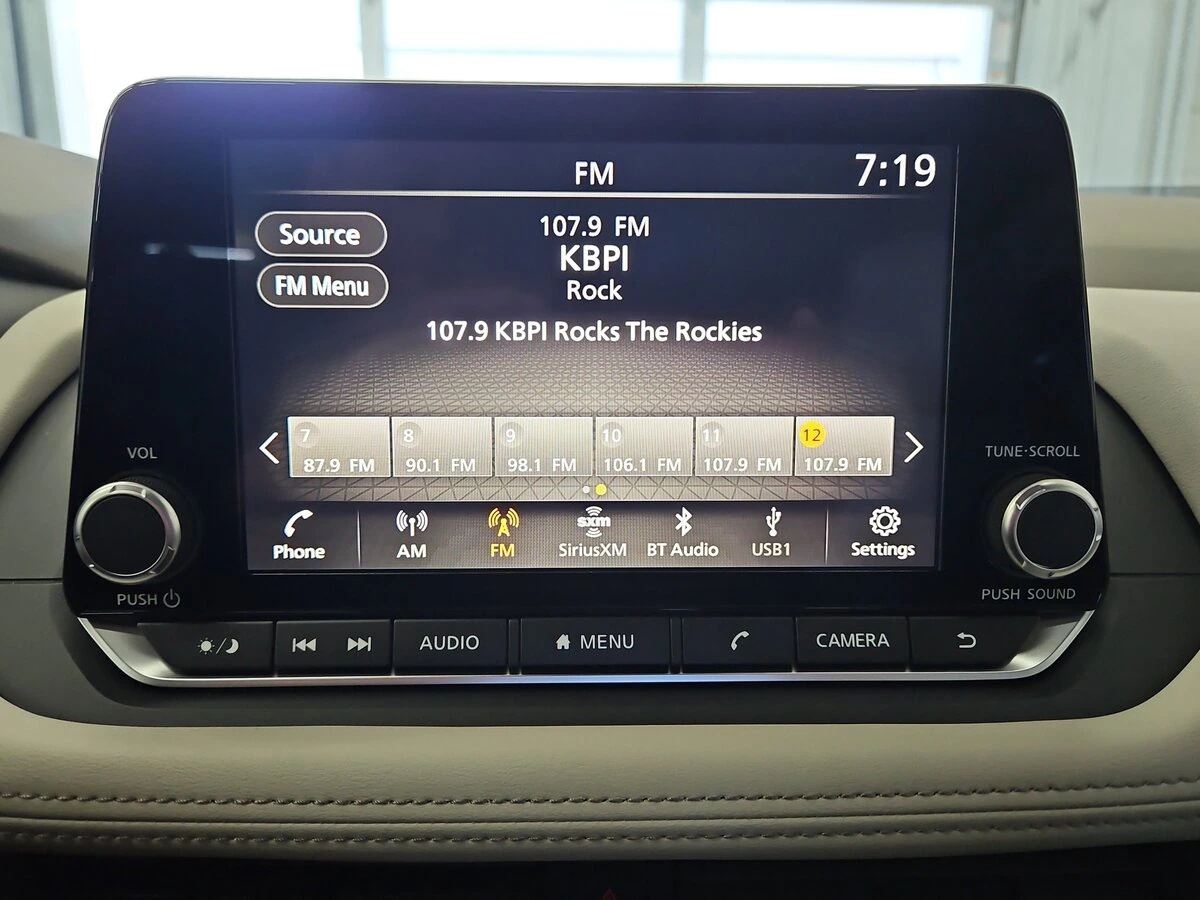 FM
7:19
Source
107.9 FM
KBPI
FM Menu
Rock
107.9 KBPI Rocks The Rockies
7 8 9 10 11 12
87.9 FM 90.1 FM 98.1 FM 106.1 FM 107.9 FM 107.9 FM
VOL
TUNE·SCROLL
sxm
Phone AM FM SiriusXM BT Audio USB1 Settings
PUSH
PUSH SOUND
AUDIO MENU CAMERA